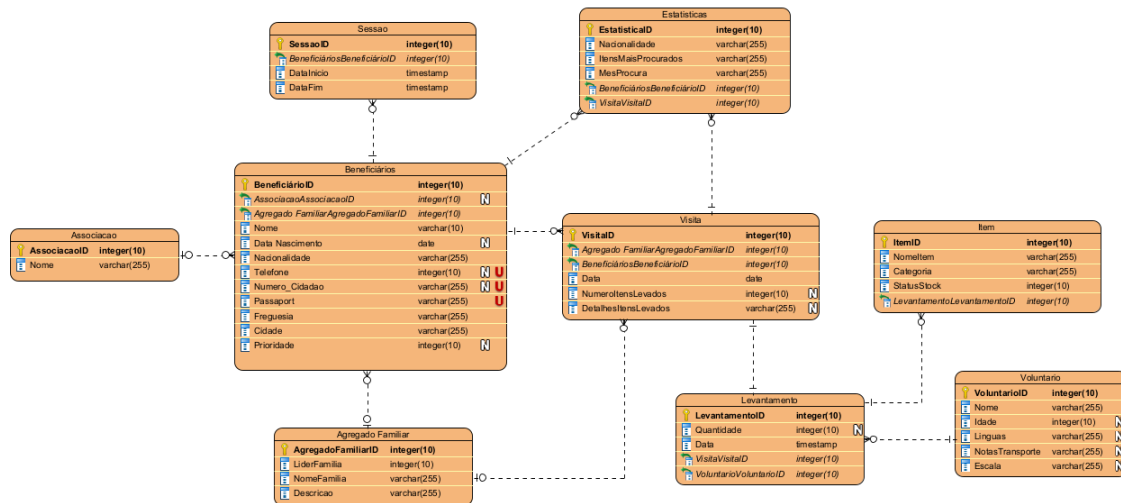 Sessao
SessaoID integer(10)
BeneficiáriosBeneficiárioID integer(10)
DataInicio timestamp
DataFim timestamp
Estatisticas
EstatisticaID integer(10)
Nacionalidade varchar(255)
ItensMaisProcurados varchar(255)
MesProcura varchar(255)
BeneficiáriosBeneficiárioID integer(10)
VisitaVisitaID integer(10)
Beneficiários
BeneficiárioID integer(10)
AssociacaoAssociacaoID integer(10) N
Agregado FamiliarAgregadoFamiliarID integer(10)
Nome varchar(10)
Data Nascimento date N
Nacionalidade varchar(255)
Telefone integer(10) N U
Numero_Cidadao varchar(255) N U
Passaport varchar(255) U
Freguesia varchar(255)
Cidade varchar(255)
Prioridade integer(10) N
Associacao
AssociacaoID integer(10)
Nome varchar(255)
Visita
VisitaID integer(10)
Agregado FamiliarAgregadoFamiliarID integer(10)
BeneficiáriosBeneficiárioID integer(10)
Data date
NumeroItensLevados integer(10) N
DetalhesItensLevados varchar(255) N
Item
ItemID integer(10)
NomeItem varchar(255)
Categoria varchar(255)
StatusStock integer(10)
LevantamentoLevantamentoID integer(10)
Agregado Familiar
AgregadoFamiliarID integer(10)
LiderFamilia integer(10)
NomeFamilia varchar(255)
Descricao varchar(255)
Levantamento
LevantamentoID integer(10)
Quantidade integer(10) N
Data timestamp
VisitaVisitaID integer(10)
VoluntarioVoluntarioID integer(10)
Voluntario
VoluntarioID integer(10)
Nome varchar(255)
Idade integer(10) N
Linguas varchar(255) N
NotasTransporte varchar(255) N
Escala varchar(255) N